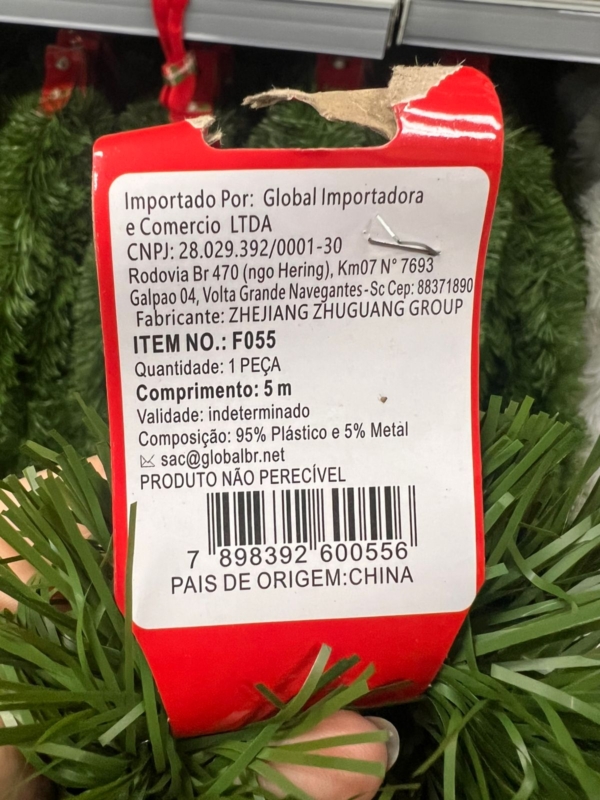 Importado Por: Global Importadora
e Comercio LTDA
CNPJ: 28.029.392/0001-30
Rodovia Br 470 (ngo Hering), Km07 N° 7693
Galpao 04, Volta Grande Navegantes-Sc Cep: 88371890
Fabricante: ZHEJIANG ZHUGUANG GROUP
ITEM NO.: F055
Quantidade: 1 PEÇA
Comprimento: 5 m
Validade: indeterminado
Composição: 95% Plástico e 5% Metal
sac@globalbr.net
PRODUTO NÃO PERECÍVEL
7 898392 600556
PAIS DE ORIGEM:CHINA